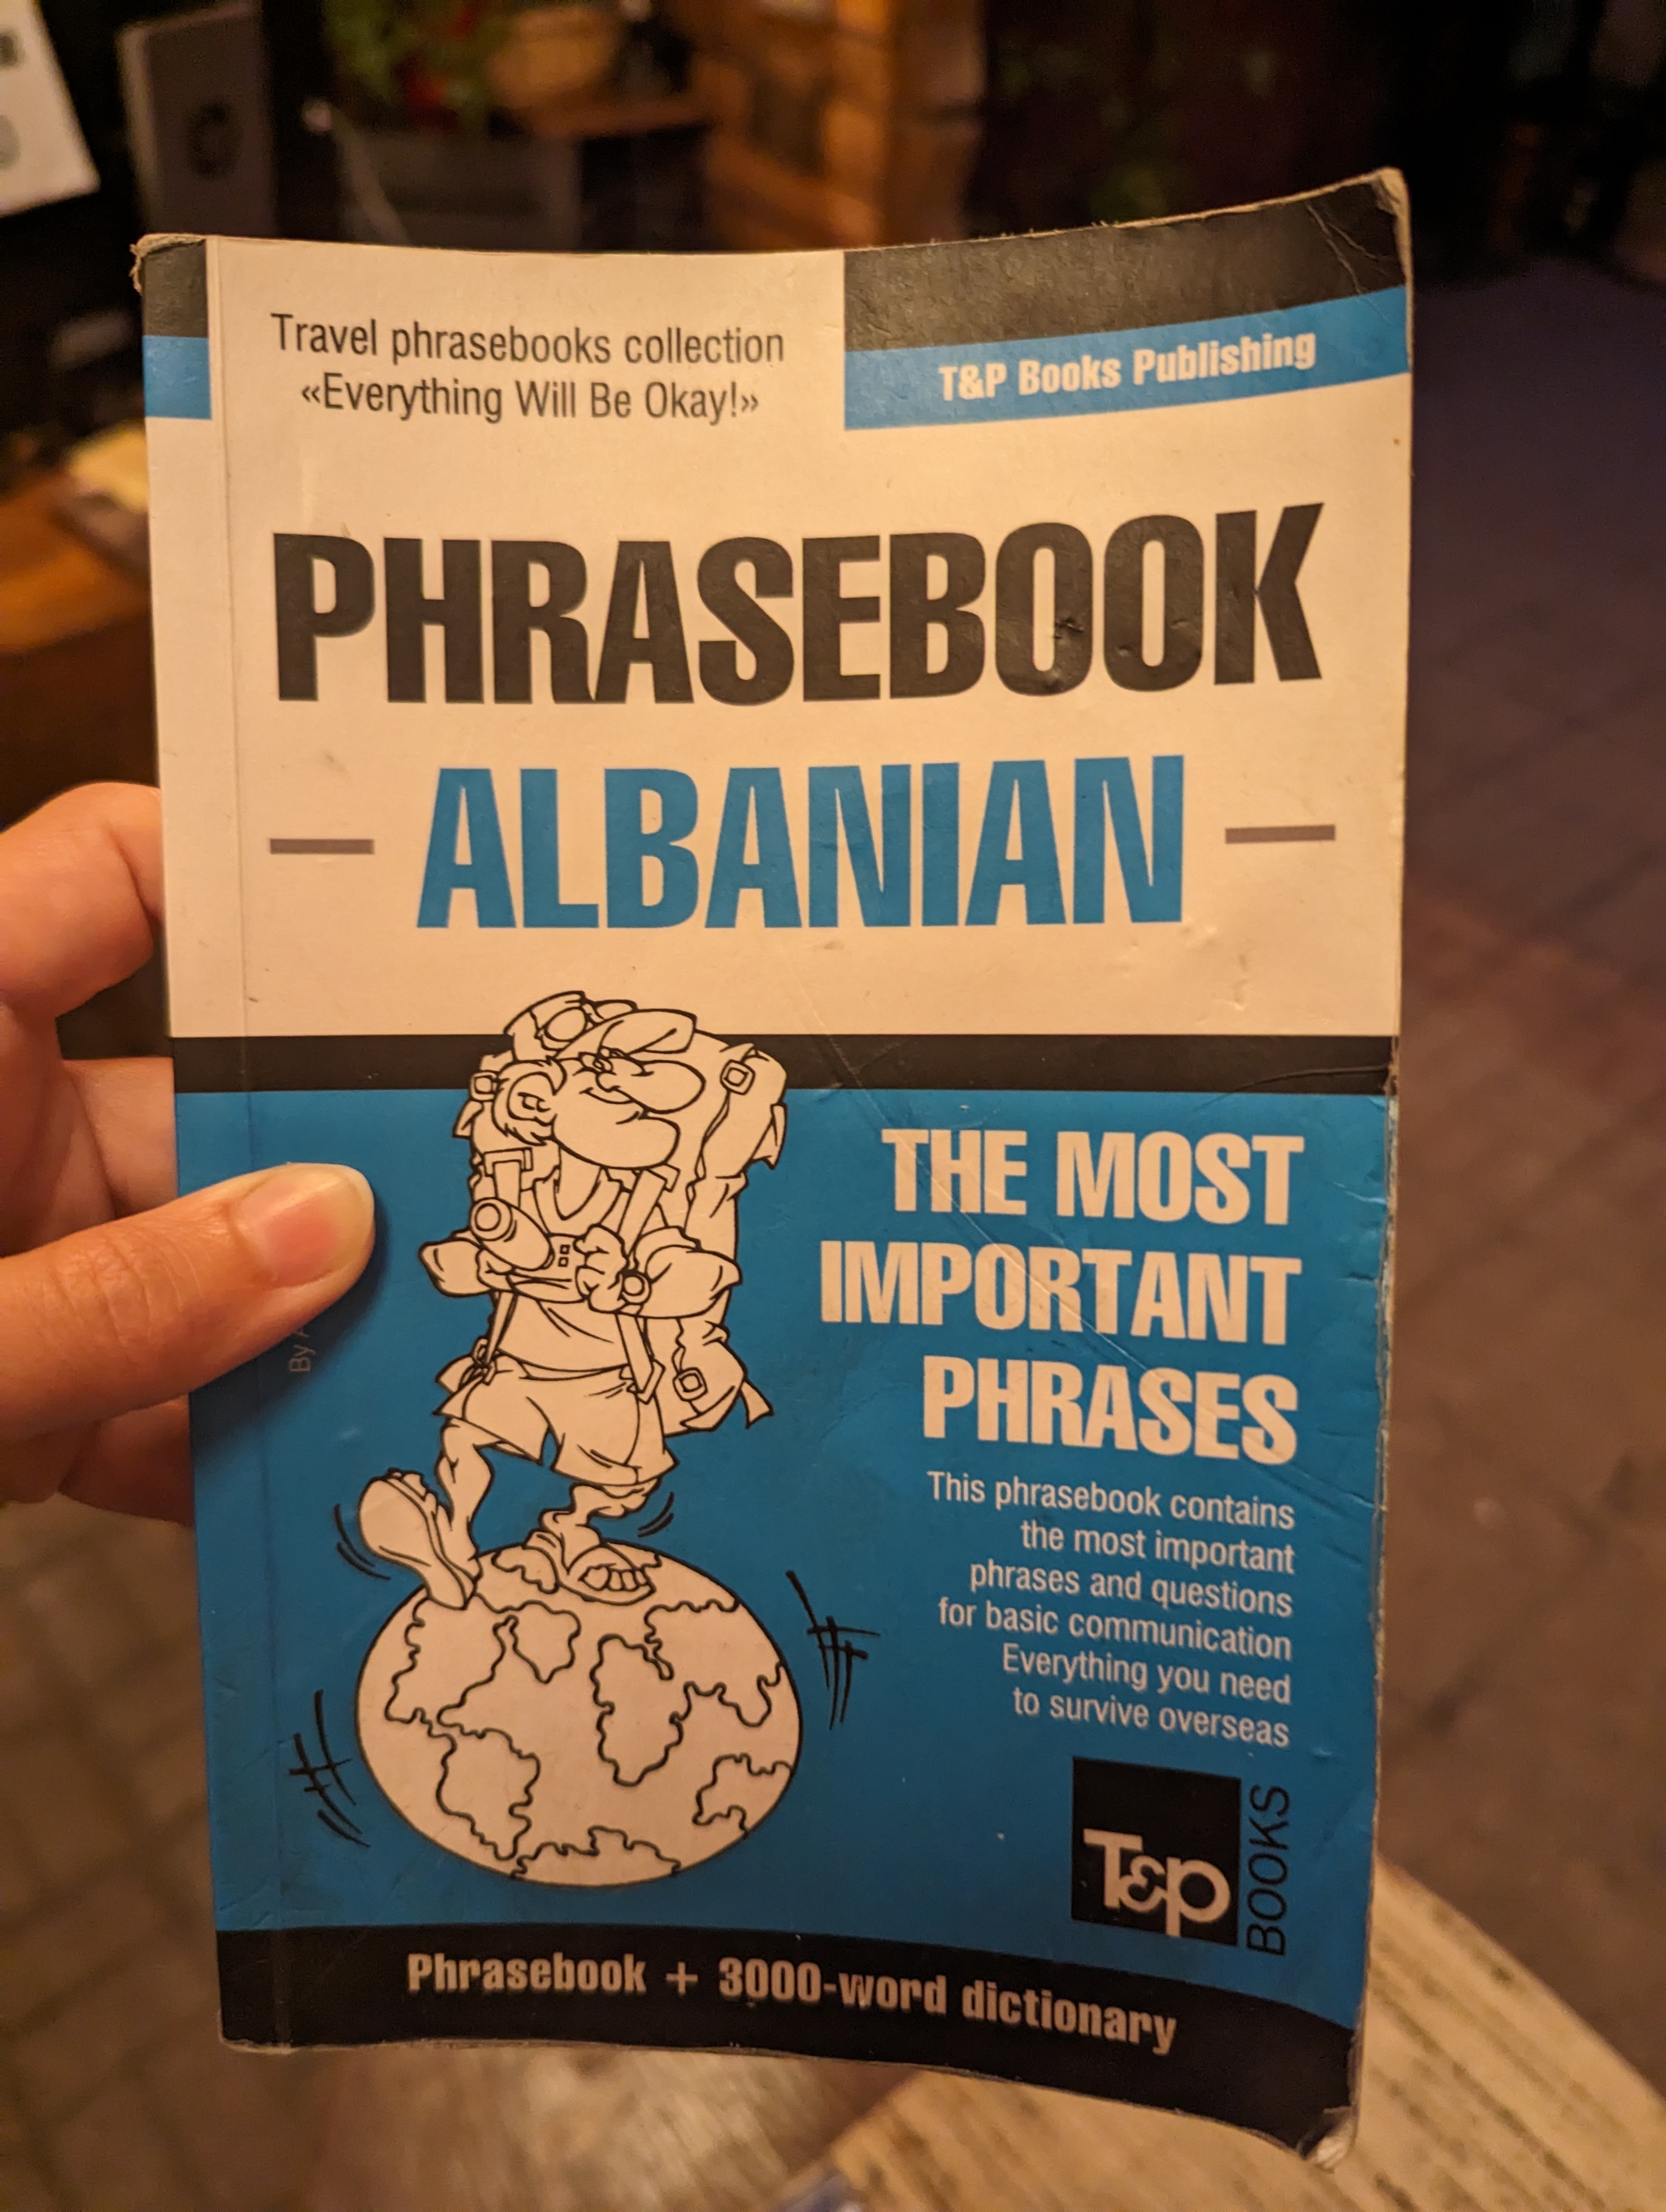 Travel phrasebooks collection
«Everything Will Be Okay!»
T&P Books Publishing
PHRASEBOOK
— ALBANIAN —
THE MOST
IMPORTANT
PHRASES
This phrasebook contains
the most important
phrases and questions
for basic communication
Everything you need
to survive overseas
By
T&P
BOOKS
Phrasebook + 3000-word dictionary